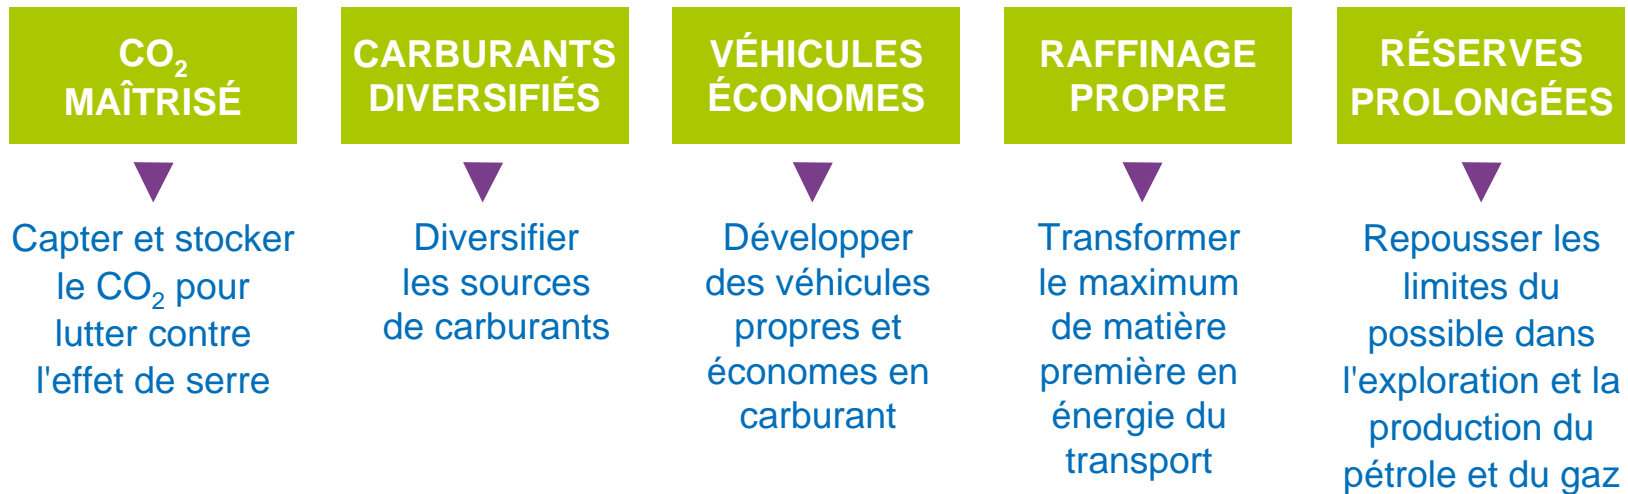 CO2
MAÎTRISÉ
Capter et stocker
le CO2 pour
lutter contre
l'effet de serre
CARBURANTS
DIVERSIFIÉS
Diversifier
les sources
de carburants
VÉHICULES
ÉCONOMES
Développer
des véhicules
propres et
économes en
carburant
RAFFINAGE
PROPRE
Transformer
le maximum
de matière
première en
énergie du
transport
RÉSERVES
PROLONGÉES
Repousser les
limites du
possible dans
l'exploration et la
production du
pétrole et du gaz